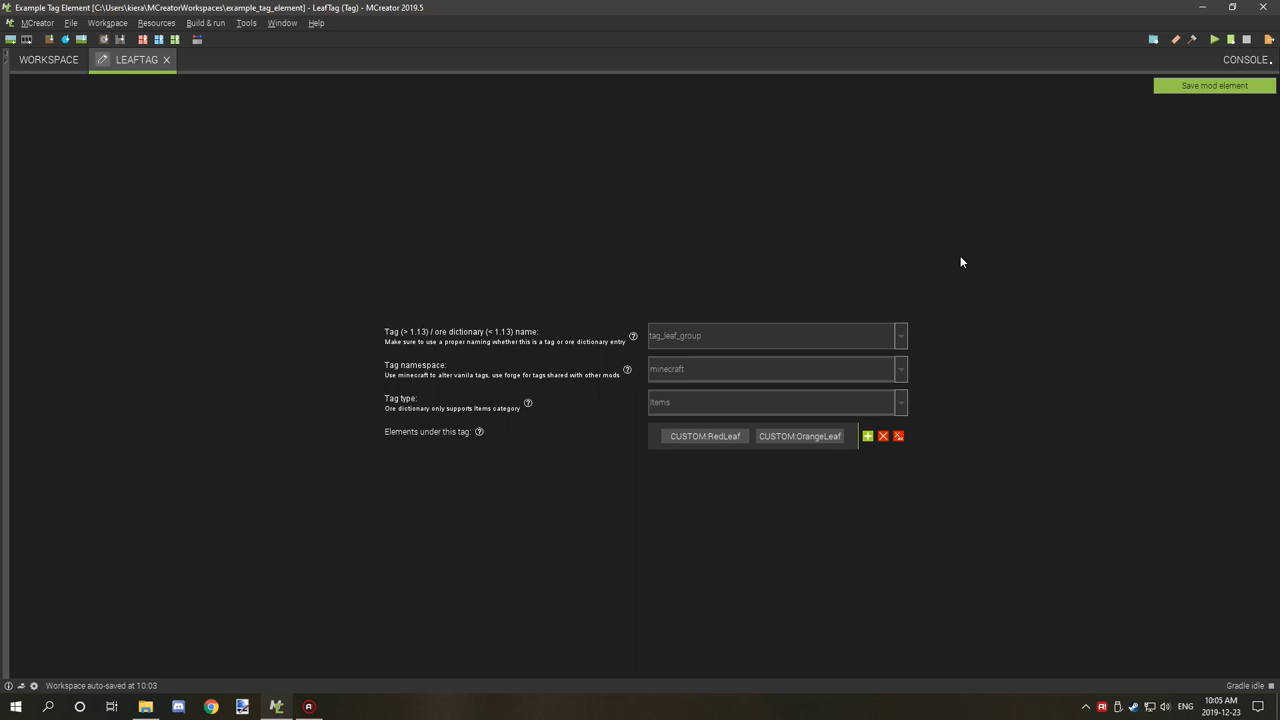 Example Tag Element [C:\Users\kiera\MCreatorWorkspaces\example_tag_element] - LeafTag (Tag) - MCreator 2019.5
MCreator File Workspace Resources Build & run Tools Window Help
WORKSPACE LEAFTAG CONSOLE
Save mod element
Tag (> 1.13) / ore dictionary (< 1.13) name:
Make sure to use a proper naming whether this is a tag or ore dictionary entry
tag_leaf_group
Tag namespace:
Use minecraft to alter vanila tags, use forge for tags shared with other mods
minecraft
Tag type:
Ore dictionary only supports Items category
Items
Elements under this tag:
CUSTOM:RedLeaf CUSTOM:OrangeLeaf
Workspace auto-saved at 10:03 Gradle idle
ENG
10:05 AM
2019-12-23